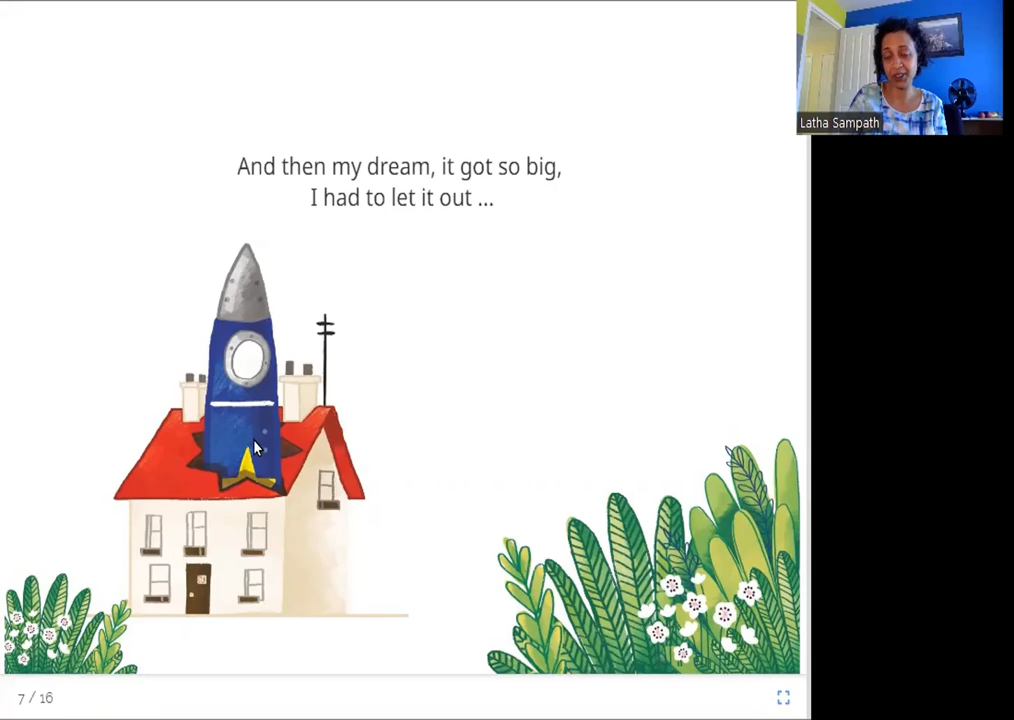 Latha Sampath
And then my dream, it got so big,
I had to let it out ...
7 / 16